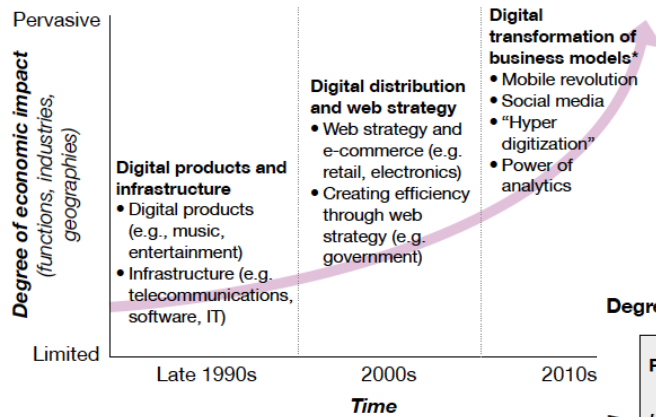 Pervasive
Degree of economic impact
(functions, industries,
geographies)
Limited
Digital products and
infrastructure
• Digital products
(e.g., music,
entertainment)
• Infrastructure (e.g.
telecommunications,
software, IT)
Digital distribution
and web strategy
• Web strategy and
e-commerce (e.g.
retail, electronics)
• Creating efficiency
through web
strategy (e.g.
government)
Digital
transformation of
business models*
• Mobile revolution
• Social media
• “Hyper
digitization”
• Power of
analytics
Late 1990s
2000s
2010s
Time
Degre